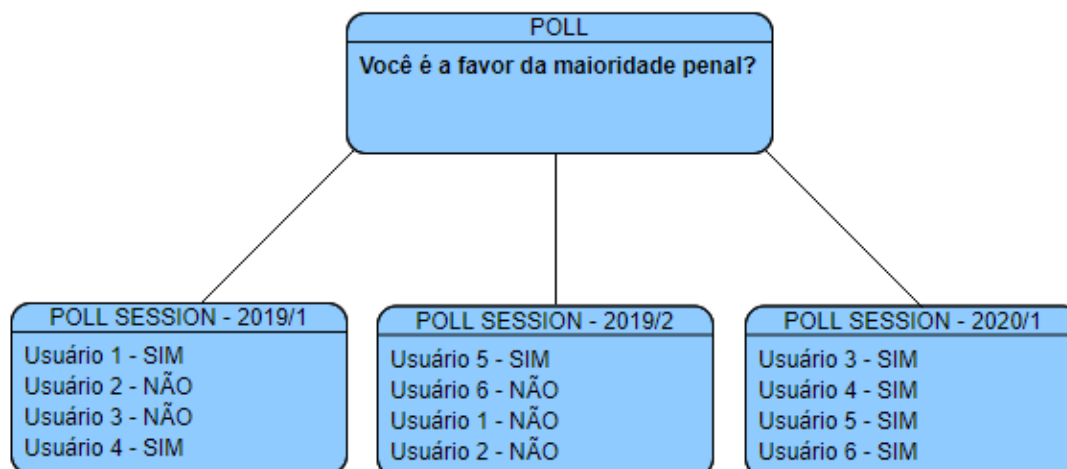 POLL
Você é a favor da maioridade penal?
POLL SESSION - 2019/1
Usuário 1 - SIM
Usuário 2 - NÃO
Usuário 3 - NÃO
Usuário 4 - SIM
POLL SESSION - 2019/2
Usuário 5 - SIM
Usuário 6 - NÃO
Usuário 1 - NÃO
Usuário 2 - NÃO
POLL SESSION - 2020/1
Usuário 3 - SIM
Usuário 4 - SIM
Usuário 5 - SIM
Usuário 6 - SIM